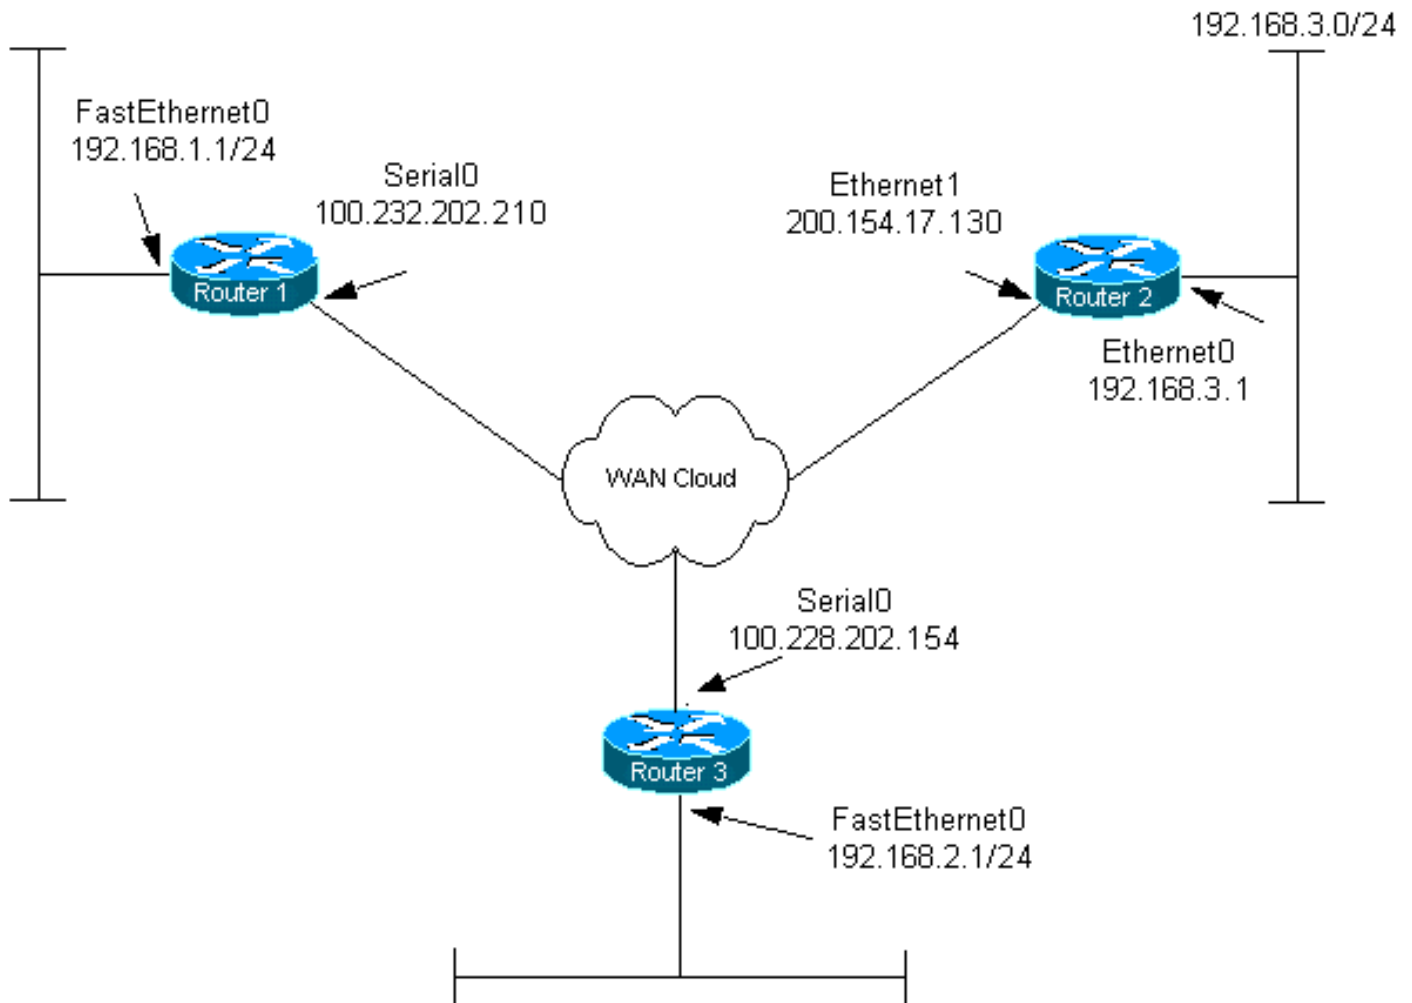 192.168.3.0/24
FastEthernet0
192.168.1.1/24
Serial0
100.232.202.210
Ethernet1
200.154.17.130
Router 1
Router 2
Ethernet0
192.168.3.1
WAN Cloud
Serial0
100.228.202.154
Router 3
FastEthernet0
192.168.2.1/24